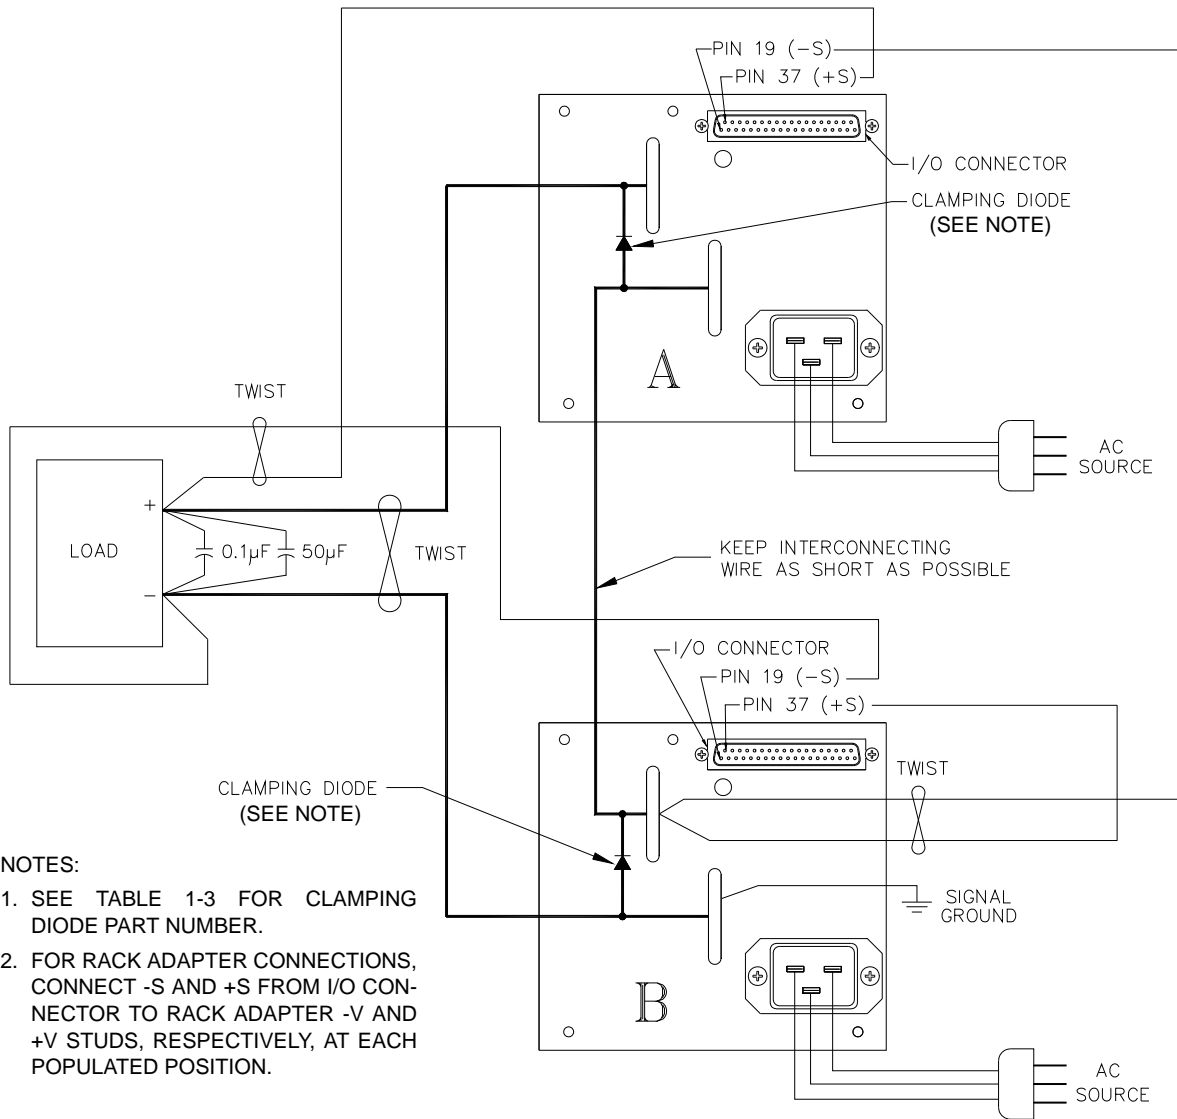 PIN 19 (−S)
PIN 37 (+S)
I/O CONNECTOR
CLAMPING DIODE
(SEE NOTE)
A
TWIST
AC
SOURCE
+
LOAD
0.1µF
50µF
TWIST
−
KEEP INTERCONNECTING
WIRE AS SHORT AS POSSIBLE
I/O CONNECTOR
PIN 19 (−S)
PIN 37 (+S)
TWIST
CLAMPING DIODE
(SEE NOTE)
SIGNAL
GROUND
B
AC
SOURCE
NOTES:
1. SEE TABLE 1-3 FOR CLAMPING
DIODE PART NUMBER.
2. FOR RACK ADAPTER CONNECTIONS,
CONNECT -S AND +S FROM I/O CON-
NECTOR TO RACK ADAPTER -V AND
+V STUDS, RESPECTIVELY, AT EACH
POPULATED POSITION.